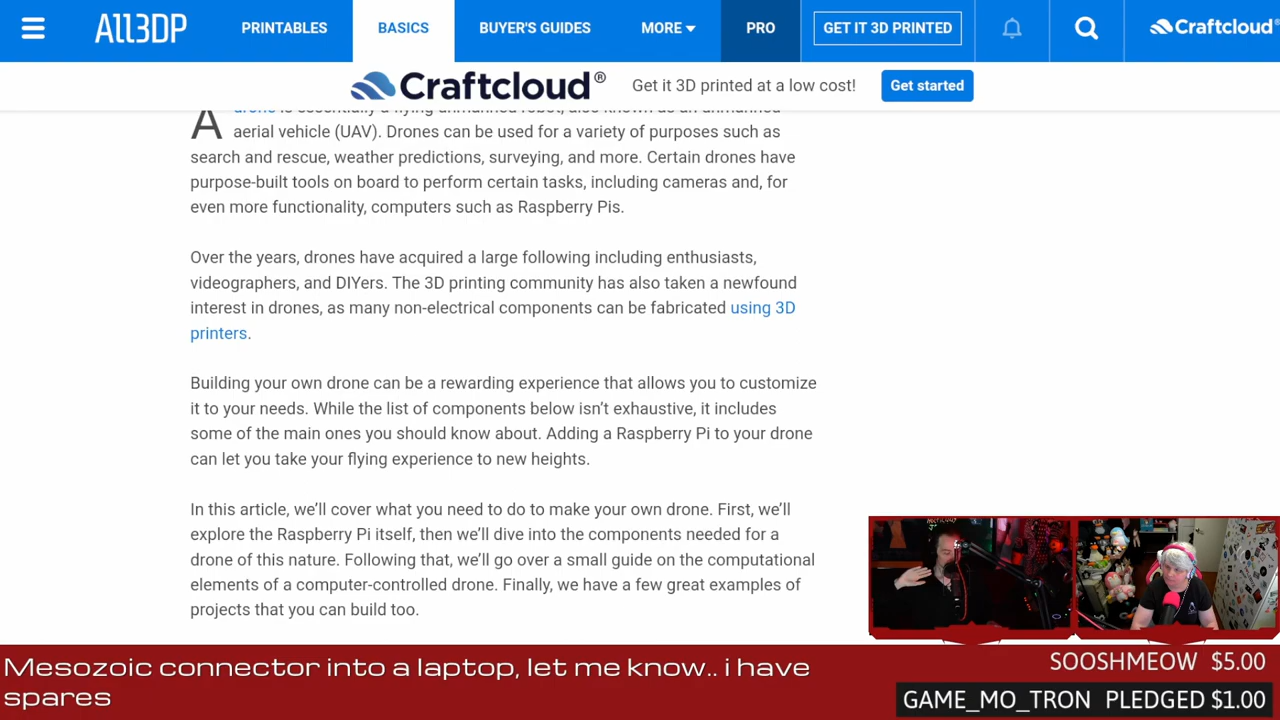 ALL3DP
PRINTABLES
BASICS
BUYER'S GUIDES
MORE
PRO
GET IT 3D PRINTED
Craftcloud®
Craftcloud®
Get it 3D printed at a low cost!
Get started
A drone is essentially a flying unmanned robot, also known as an unmanned
aerial vehicle (UAV). Drones can be used for a variety of purposes such as
search and rescue, weather predictions, surveying, and more. Certain drones have
purpose-built tools on board to perform certain tasks, including cameras and, for
even more functionality, computers such as Raspberry Pis.
Over the years, drones have acquired a large following including enthusiasts,
videographers, and DIYers. The 3D printing community has also taken a newfound
interest in drones, as many non-electrical components can be fabricated using 3D
printers.
Building your own drone can be a rewarding experience that allows you to customize
it to your needs. While the list of components below isn't exhaustive, it includes
some of the main ones you should know about. Adding a Raspberry Pi to your drone
can let you take your flying experience to new heights.
In this article, we'll cover what you need to do to make your own drone. First, we'll
explore the Raspberry Pi itself, then we'll dive into the components needed for a
drone of this nature. Following that, we'll go over a small guide on the computational
elements of a computer-controlled drone. Finally, we have a few great examples of
projects that you can build too.
Mesozoic connector into a laptop, let me know.. i have
spares
SOOSHMEOW $5.00
GAME_MO_TRON PLEDGED $1.00